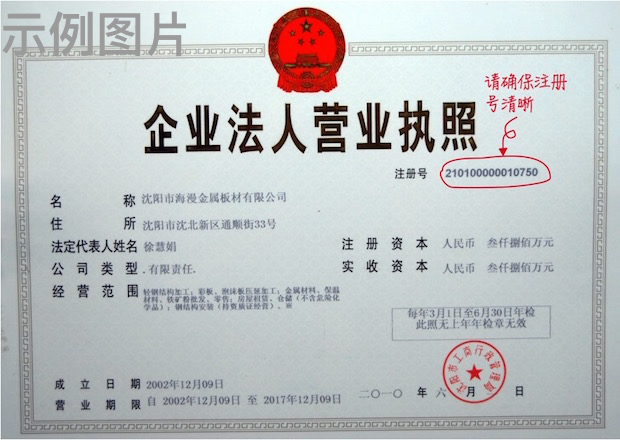 示例图片
请确保注册
号清晰
企业法人营业执照
注册号 210100000010750
名 称 沈阳市海漫金属板材有限公司
住 所 沈阳市沈北新区通顺街33号
法定代表人姓名 徐慧娟
注 册 资 本 人民币 叁仟捌佰万元
公 司 类 型 .有限责任.
实 收 资 本 人民币 叁仟捌佰万元
经 营 范 围 轻钢结构加工;彩板、泡沫板压瓦加工;金属材料、保温
材料、铁矿粉批发、零售;房屋租赁、仓储(不含危险化
学品);钢结构安装(持资质证经营)、※
每年3月1日至6月30日年检
此照无上年年检章无效
沈阳市工商行政管理局
成 立 日 期 2002年12月09日
二〇一〇 年 六 月 日
营 业 期 限 自 2002年12月09日 至 2017年12月09日